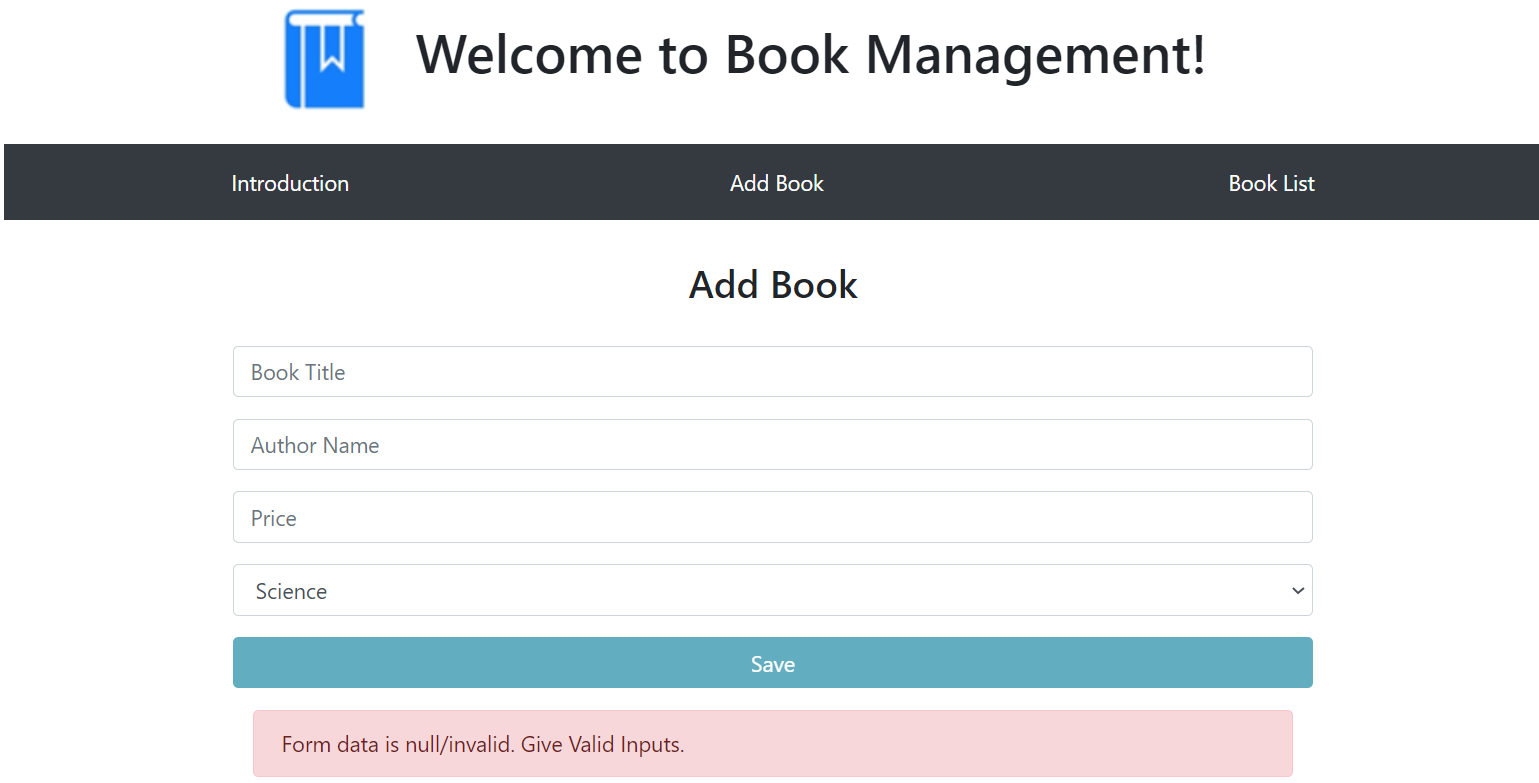 Welcome to Book Management!
Introduction Add Book Book List
Add Book
Book Title
Author Name
Price
Science
Save
Form data is null/invalid. Give Valid Inputs.